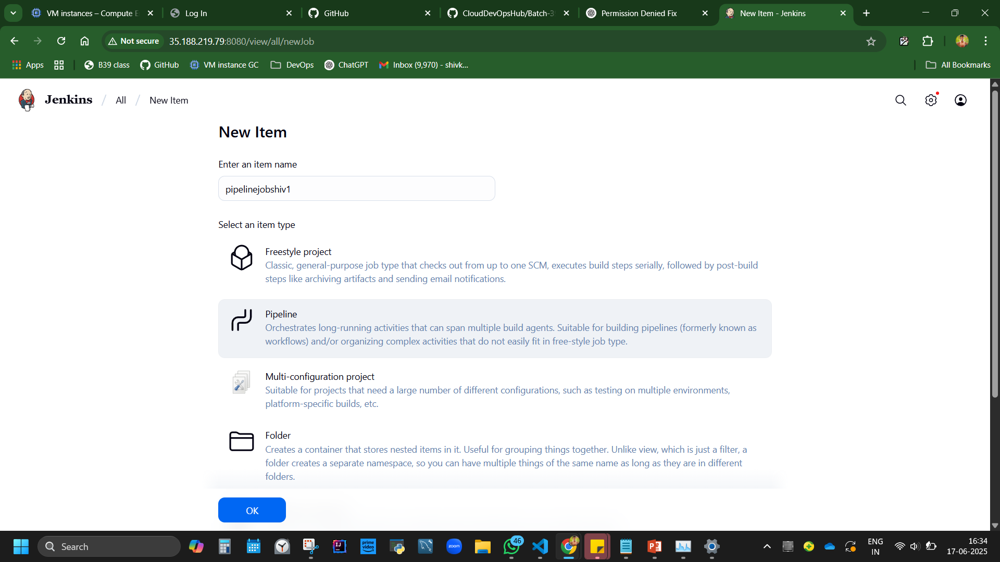 VM instances – Compute E
Log In
GitHub
CloudDevOpsHub/Batch-3
Permission Denied Fix
New Item - Jenkins
Not secure
35.188.219.79:8080/view/all/newJob
Apps
B39 class
GitHub
VM instance GC
DevOps
ChatGPT
Inbox (9,970) - shivk...
All Bookmarks
Jenkins / All / New Item
New Item
Enter an item name
pipelinejobshiv1
Select an item type
Freestyle project
Classic, general-purpose job type that checks out from up to one SCM, executes build steps serially, followed by post-build
steps like archiving artifacts and sending email notifications.
Pipeline
Orchestrates long-running activities that can span multiple build agents. Suitable for building pipelines (formerly known as
workflows) and/or organizing complex activities that do not easily fit in free-style job type.
Multi-configuration project
Suitable for projects that need a large number of different configurations, such as testing on multiple environments,
platform-specific builds, etc.
Folder
Creates a container that stores nested items in it. Useful for grouping things together. Unlike view, which is just a filter, a
folder creates a separate namespace, so you can have multiple things of the same name as long as they are in different
folders.
OK
Search
IJ
prime
video
zoom
46
ENG
IN
16:34
17-06-2025